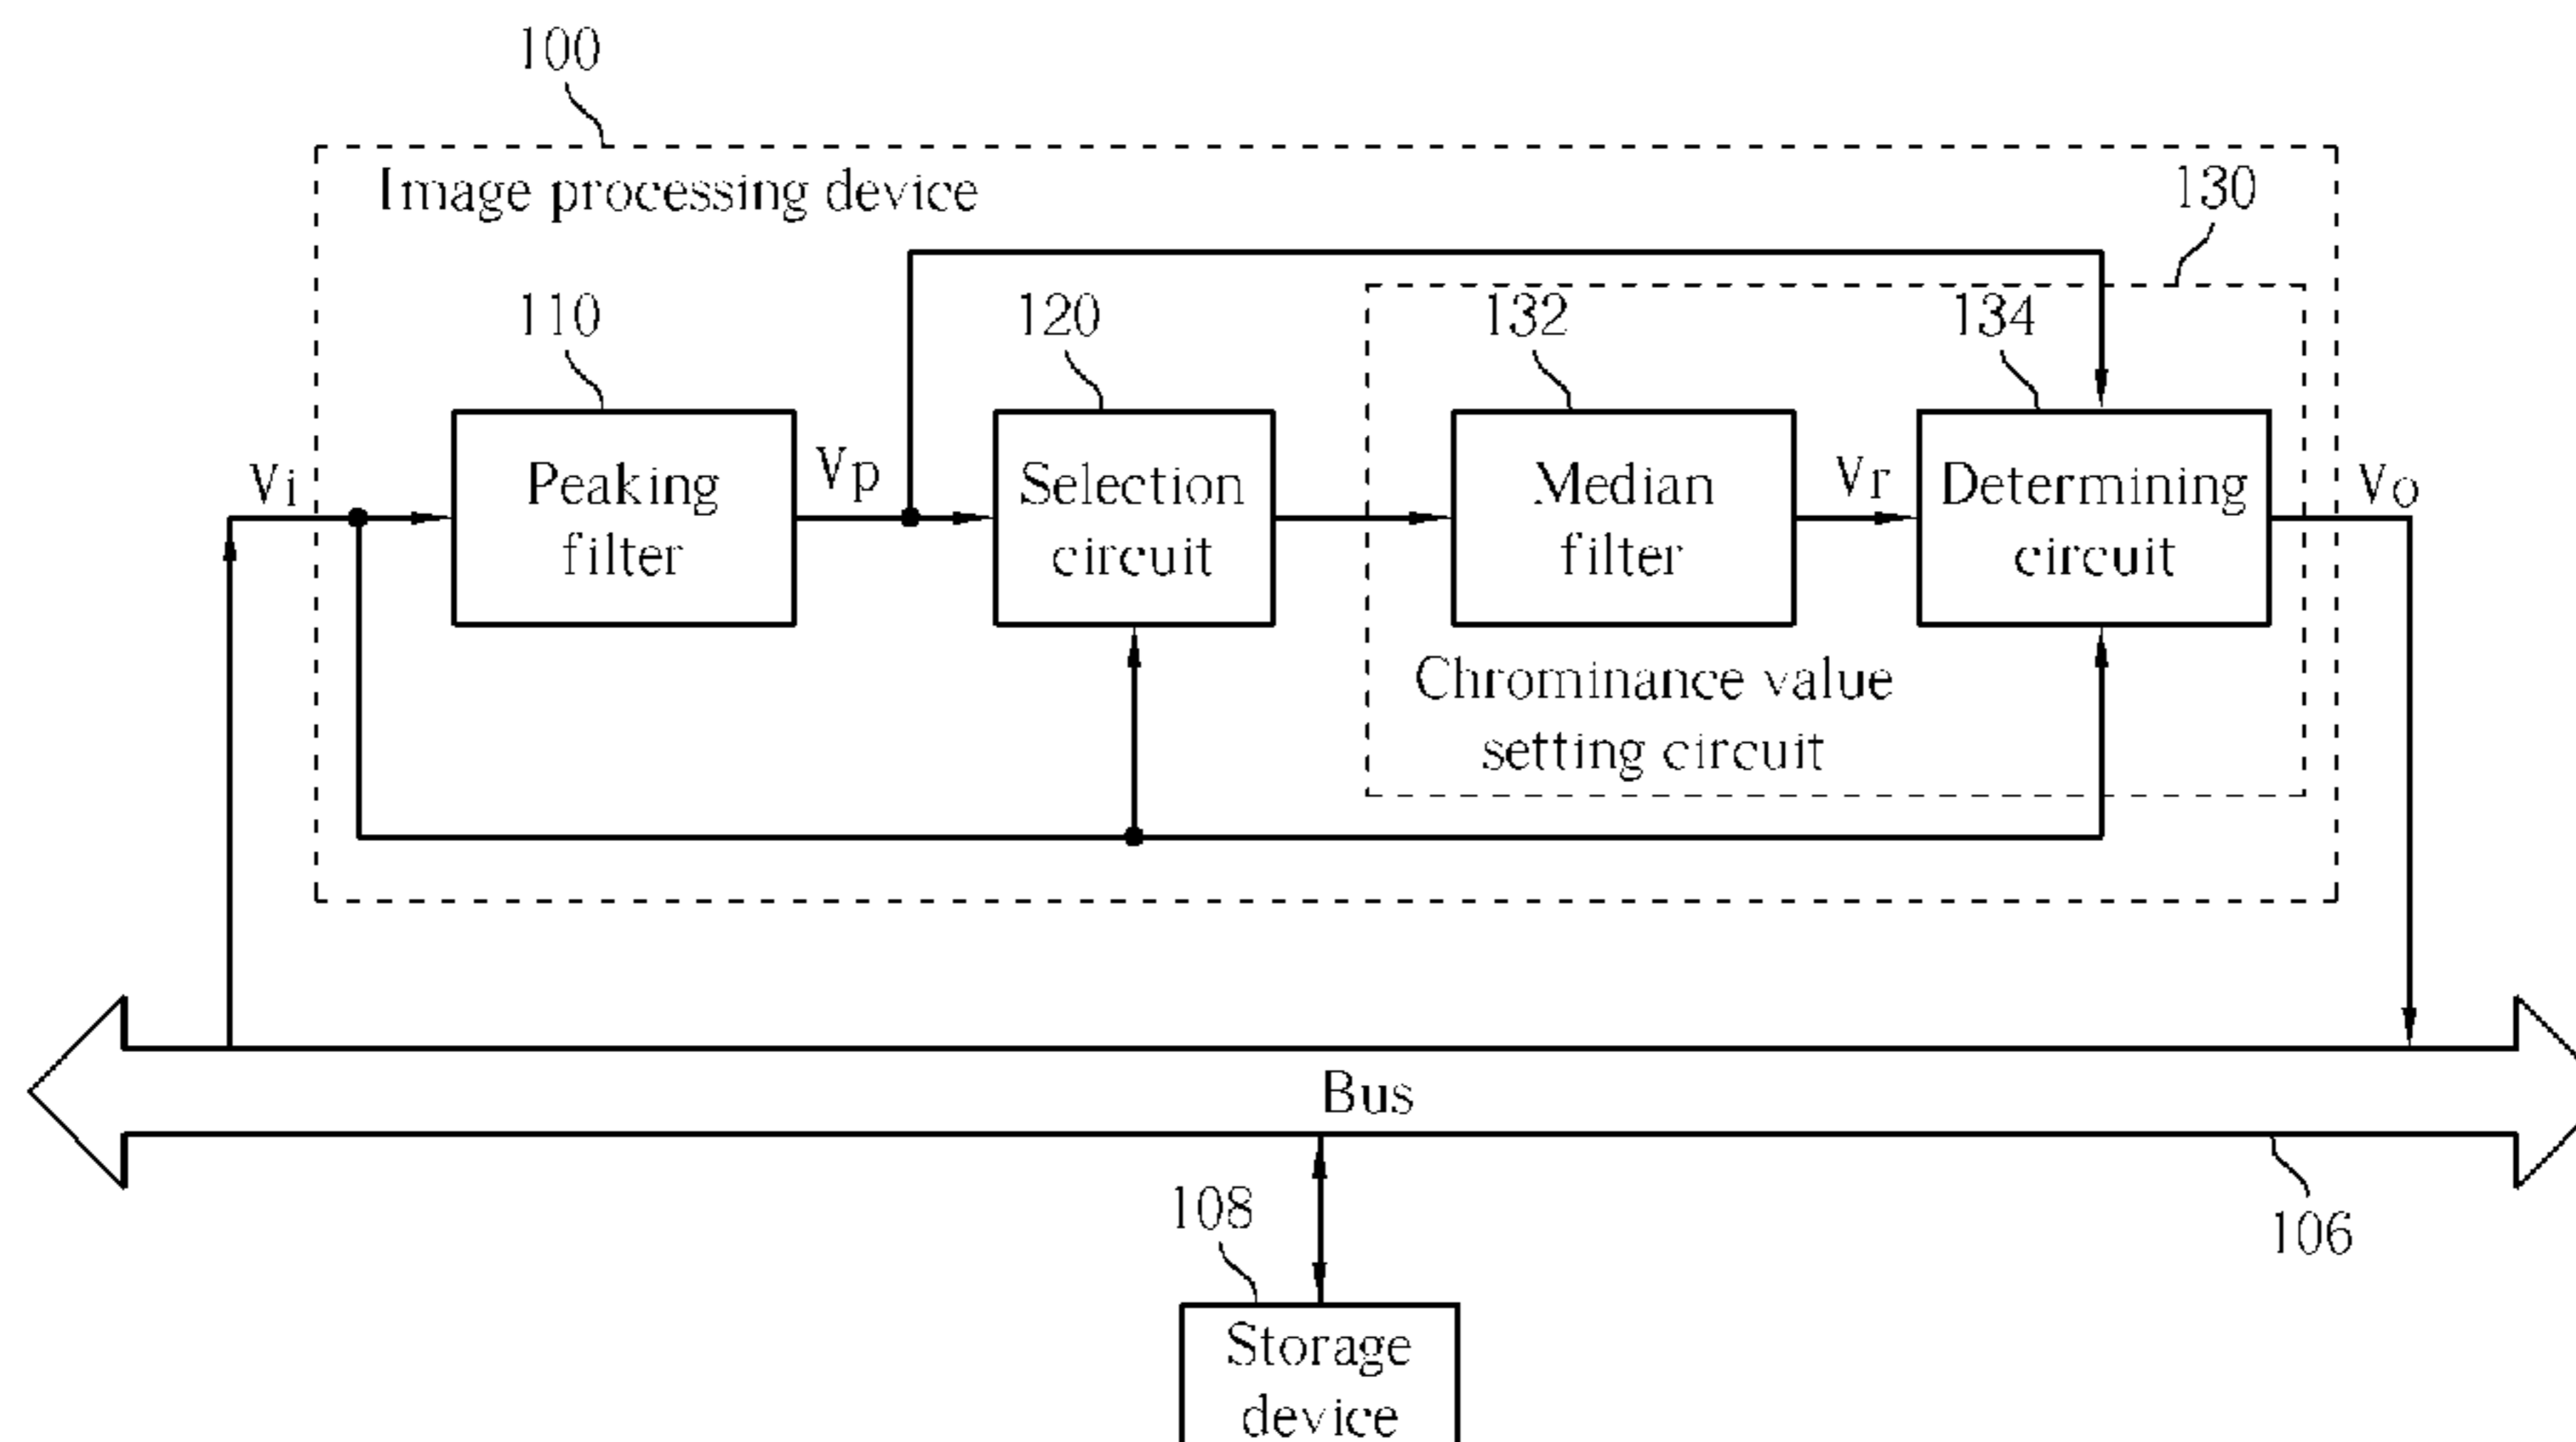 100
Image processing device
130
110
120
132
134
Vi
Peaking
filter
Vp
Selection
circuit
Median
filter
Vr
Determining
circuit
Vo
Chrominance value
setting circuit
Bus
108
106
Storage
device